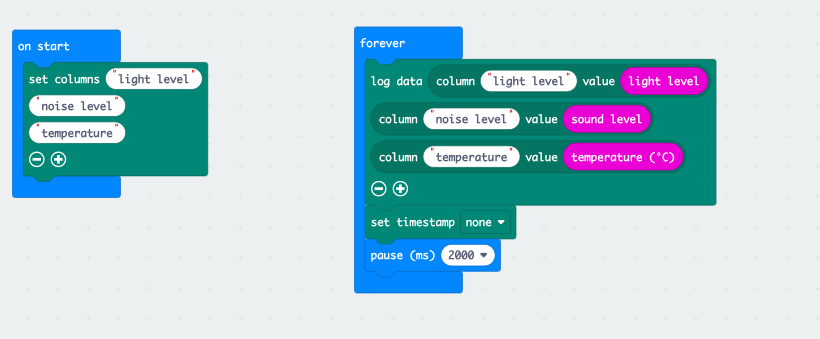 on start
set columns "light level"
"noise level"
"temperature"
forever
log data column "light level" value light level
column "noise level" value sound level
column "temperature" value temperature (°C)
set timestamp none
pause (ms) 2000